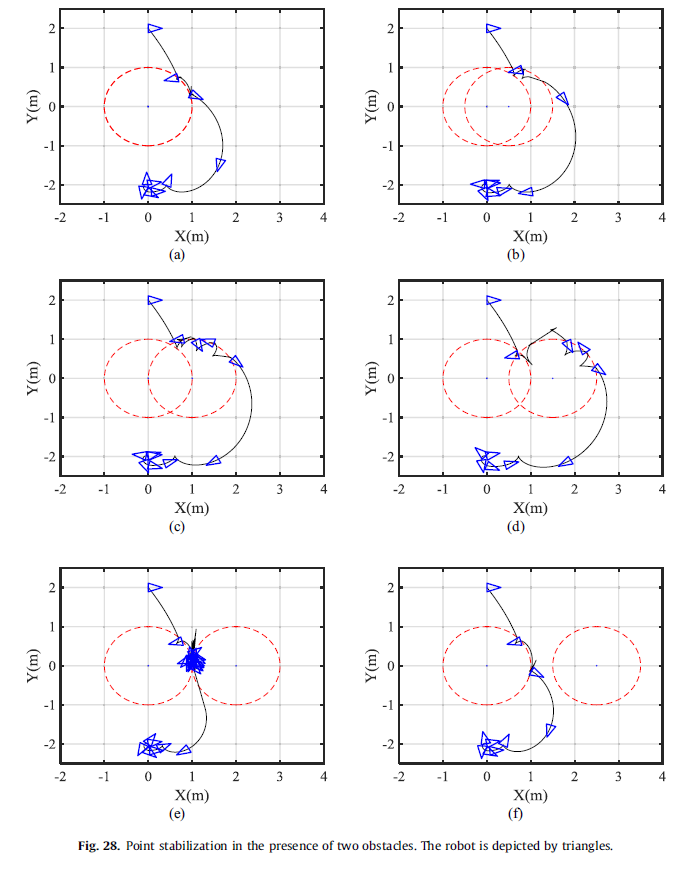 2
1
0
-1
-2
Y(m)
-2 -1 0 1 2 3 4
X(m)
(a)
2
1
0
-1
-2
Y(m)
-2 -1 0 1 2 3 4
X(m)
(b)
2
1
0
-1
-2
Y(m)
-2 -1 0 1 2 3 4
X(m)
(c)
2
1
0
-1
-2
Y(m)
-2 -1 0 1 2 3 4
X(m)
(d)
2
1
0
-1
-2
Y(m)
-2 -1 0 1 2 3 4
X(m)
(e)
2
1
0
-1
-2
Y(m)
-2 -1 0 1 2 3 4
X(m)
(f)
Fig. 28. Point stabilization in the presence of two obstacles. The robot is depicted by triangles.